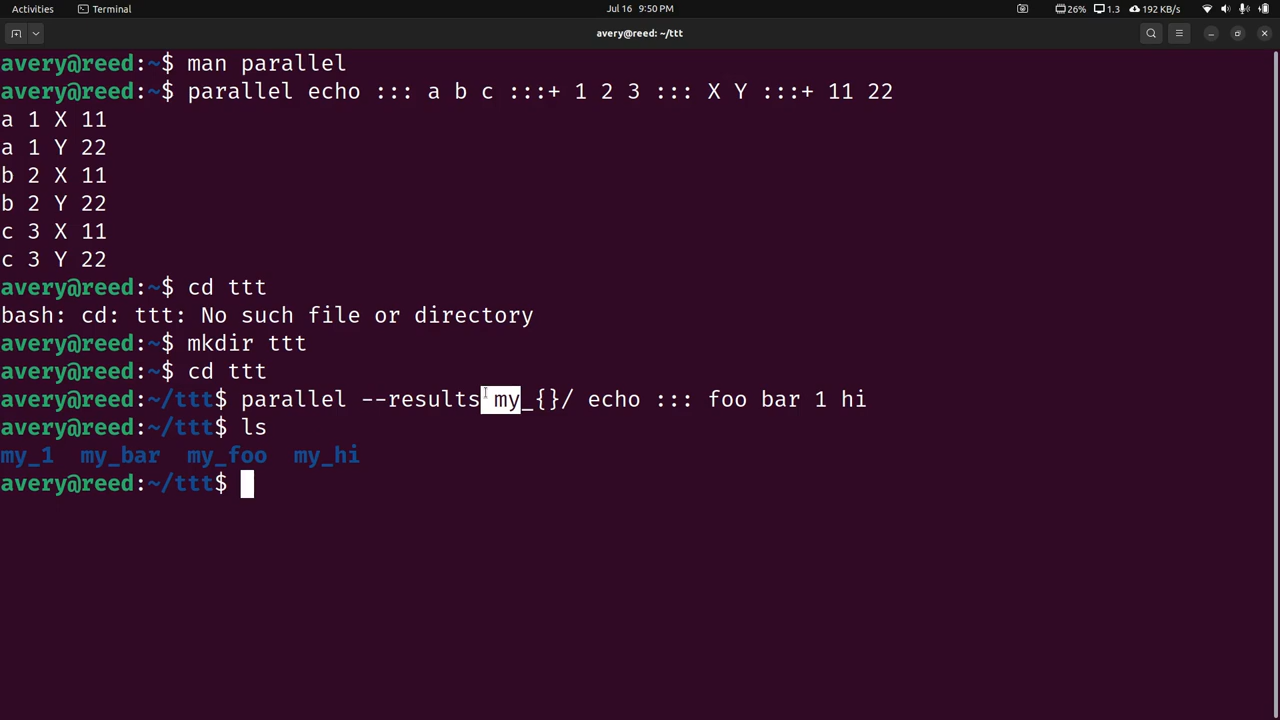 Activities Terminal Jul 16 9:50 PM 26% 1.3 192 KB/s
avery@reed: ~/ttt
avery@reed:~$ man parallel
avery@reed:~$ parallel echo ::: a b c :::+ 1 2 3 ::: X Y :::+ 11 22
a 1 X 11
a 1 Y 22
b 2 X 11
b 2 Y 22
c 3 X 11
c 3 Y 22
avery@reed:~$ cd ttt
bash: cd: ttt: No such file or directory
avery@reed:~$ mkdir ttt
avery@reed:~$ cd ttt
avery@reed:~/ttt$ parallel --results my_{}/ echo ::: foo bar 1 hi
avery@reed:~/ttt$ ls
my_1  my_bar  my_foo  my_hi
avery@reed:~/ttt$